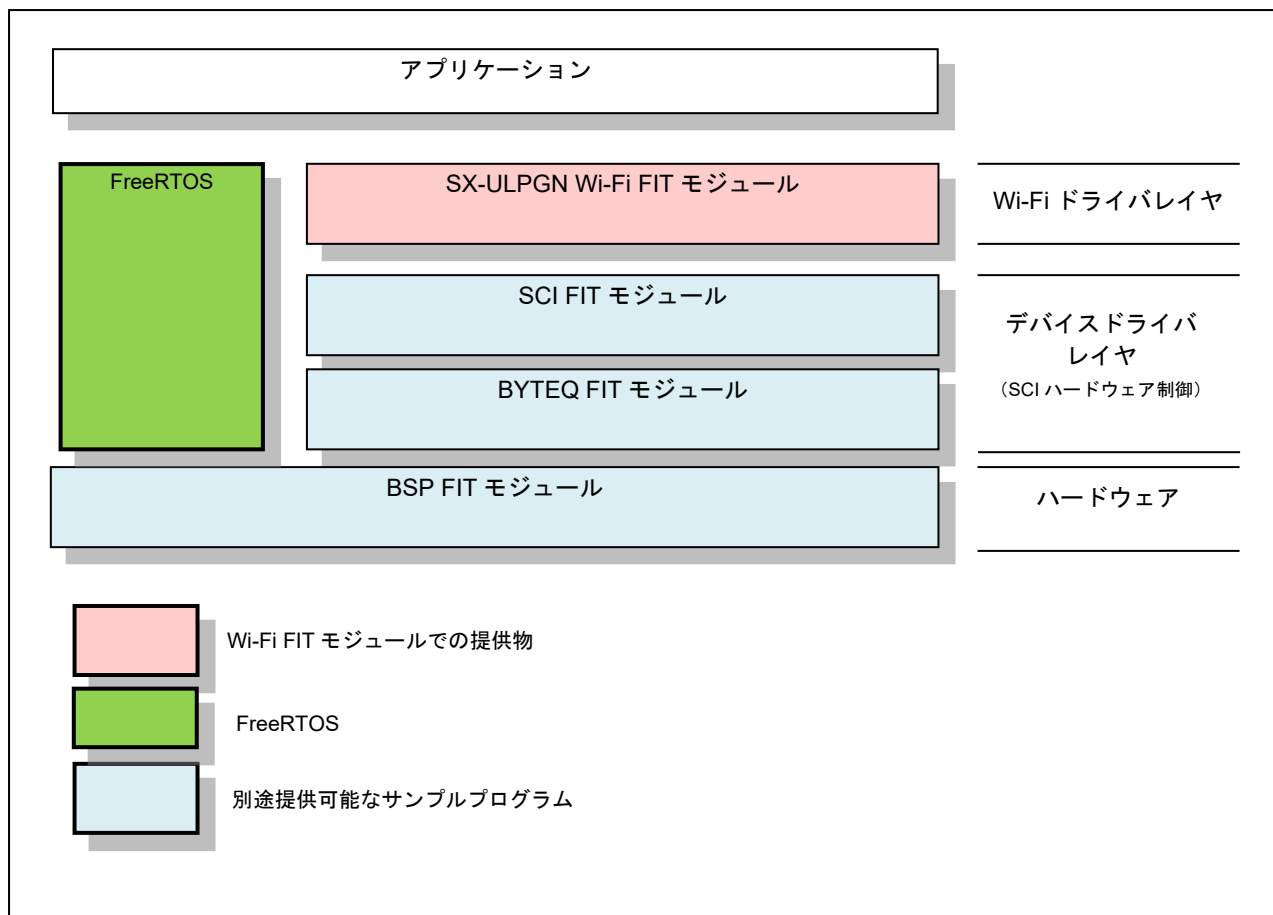 アプリケーション
FreeRTOS
SX-ULPGN Wi-Fi FIT モジュール
Wi-Fi ドライバレイヤ
SCI FIT モジュール
BYTEQ FIT モジュール
デバイスドライバ
レイヤ
（SCI ハードウェア制御）
BSP FIT モジュール
ハードウェア
Wi-Fi FIT モジュールでの提供物
FreeRTOS
別途提供可能なサンプルプログラム